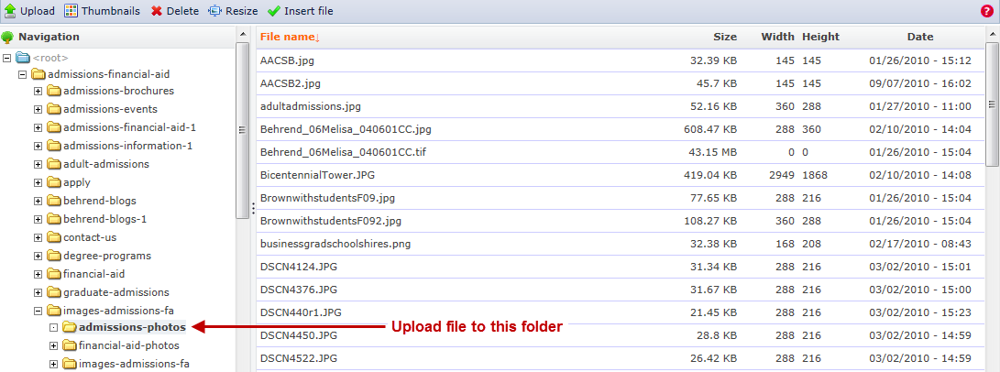 Upload Thumbnails Delete Resize Insert file ?
Navigation
<root>
admissions-financial-aid
admissions-brochures
admissions-events
admissions-financial-aid-1
admissions-information-1
adult-admissions
apply
behrend-blogs
behrend-blogs-1
contact-us
degree-programs
financial-aid
graduate-admissions
images-admissions-fa
admissions-photos
financial-aid-photos
images-admissions-fa
File name↓ Size Width Height Date
AACSB.jpg 32.39 KB 145 145 01/26/2010 - 15:12
AACSB2.jpg 45.7 KB 145 145 09/07/2010 - 16:02
adultadmissions.jpg 52.16 KB 360 288 01/27/2010 - 11:00
Behrend_06Melisa_040601CC.jpg 608.47 KB 288 360 02/10/2010 - 14:04
Behrend_06Melisa_040601CC.tif 43.15 MB 0 0 01/26/2010 - 15:04
BicentennialTower.JPG 419.04 KB 2949 1868 02/10/2010 - 14:08
BrownwithstudentsF09.jpg 77.65 KB 288 216 01/26/2010 - 15:04
BrownwithstudentsF092.jpg 108.27 KB 360 288 01/26/2010 - 15:04
businessgradschoolshires.png 32.38 KB 168 208 02/17/2010 - 08:43
DSCN4124.JPG 31.34 KB 288 216 03/02/2010 - 15:01
DSCN4376.JPG 31.67 KB 288 216 03/02/2010 - 15:00
DSCN440r1.JPG 21.45 KB 288 216 03/02/2010 - 15:23
Upload file to this folder
DSCN4450.JPG 28.8 KB 288 216 03/02/2010 - 14:59
DSCN4522.JPG 26.42 KB 288 216 03/02/2010 - 14:59